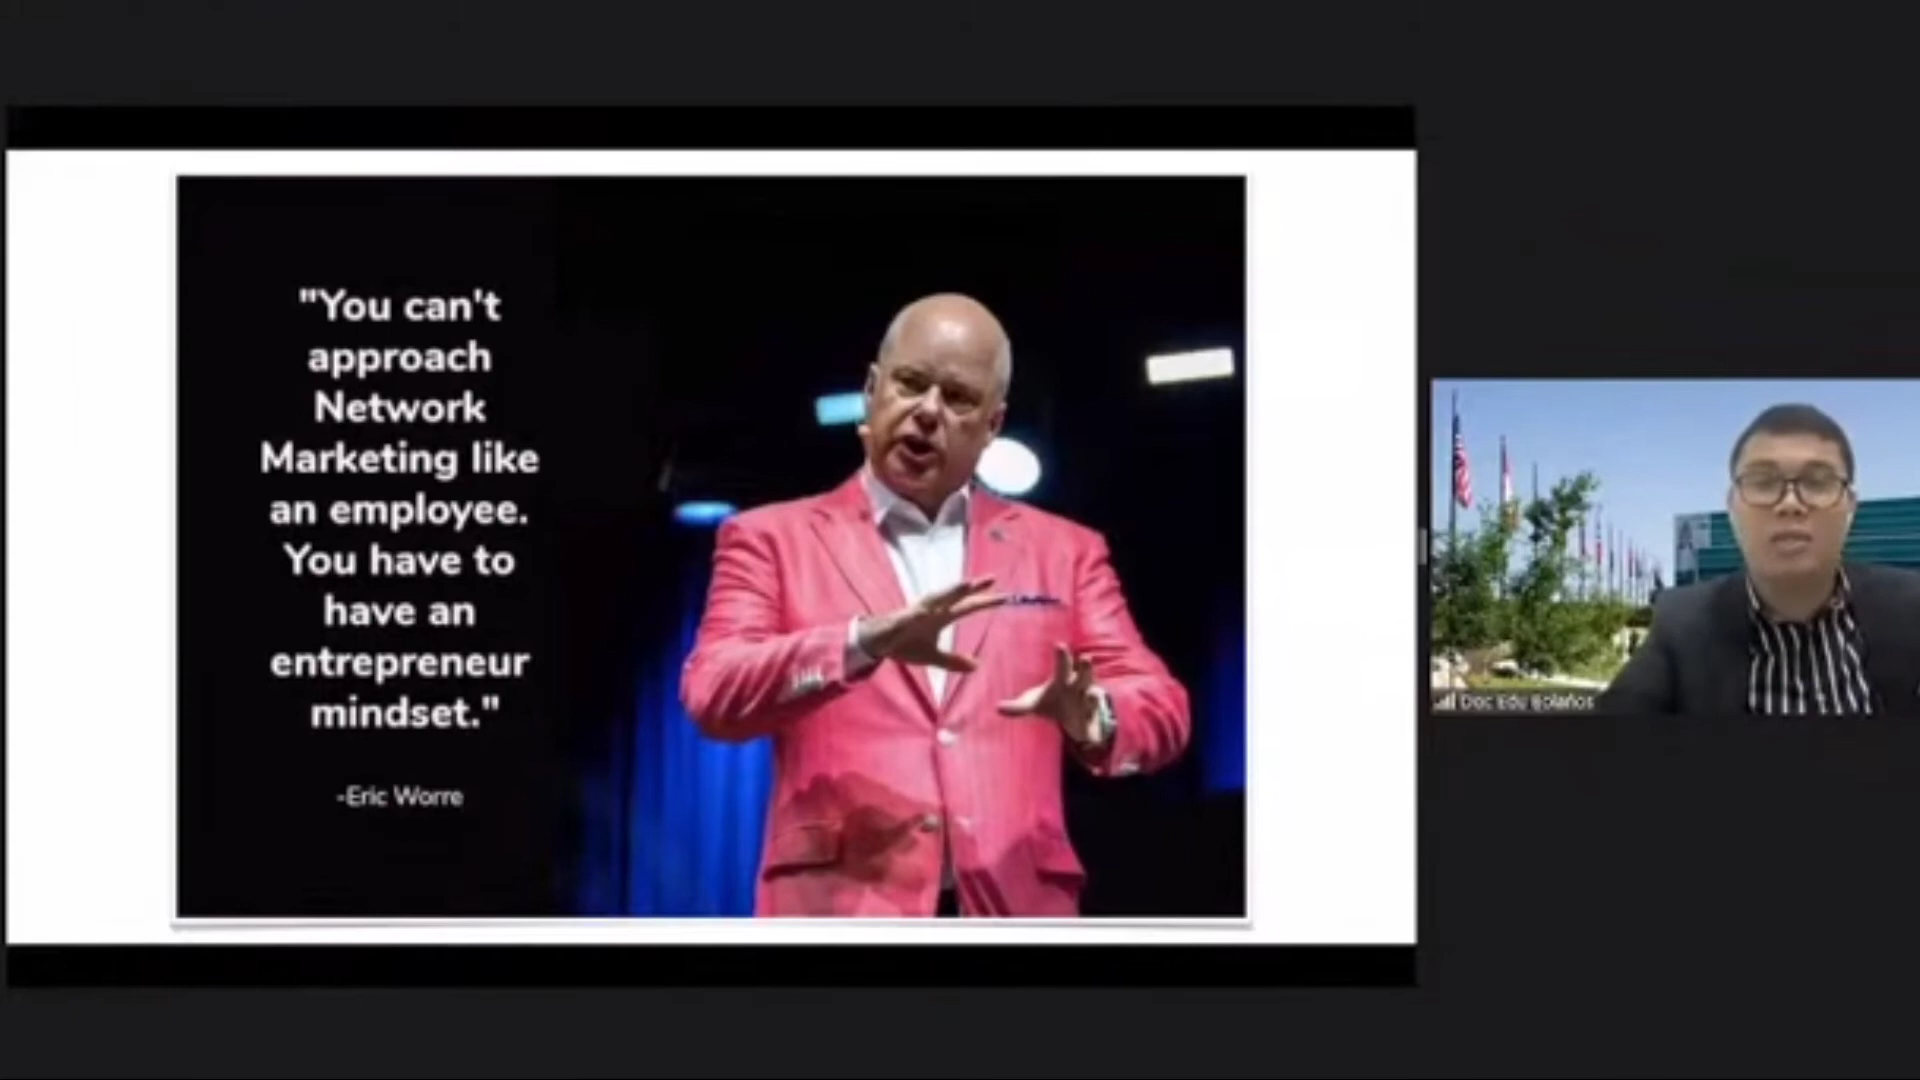 "You can't
approach
Network
Marketing like
an employee.
You have to
have an
entrepreneur
mindset."
-Eric Worre
Doc Edu Bolaños